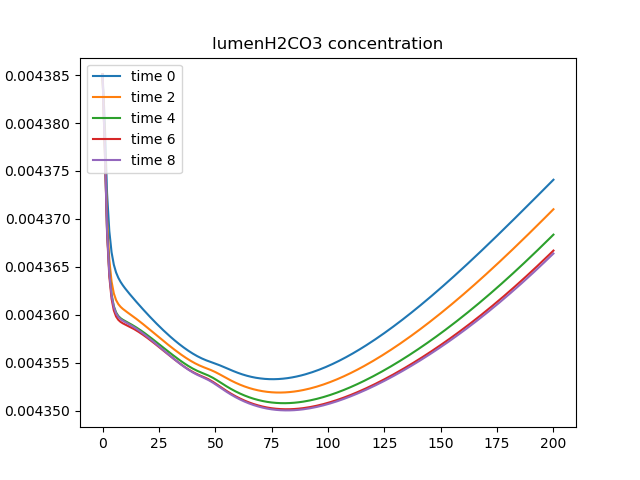 lumenH2CO3 concentration
0.004385
0.004380
0.004375
0.004370
0.004365
0.004360
0.004355
0.004350
time 0
time 2
time 4
time 6
time 8
0 25 50 75 100 125 150 175 200